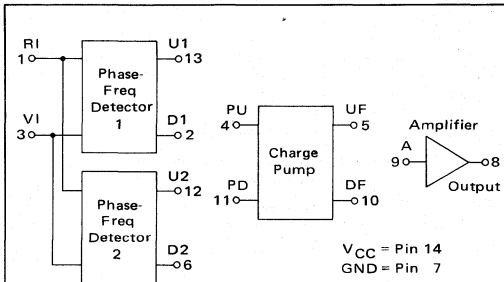 RI
1
VI
3
Phase-
Freq
Detector
1
U1
13
D1
2
Phase-
Freq
Detector
2
U2
12
D2
6
PU
4
PD
11
Charge
Pump
UF
5
DF
10
Amplifier
A
9
8
Output
VCC = Pin 14
GND = Pin 7